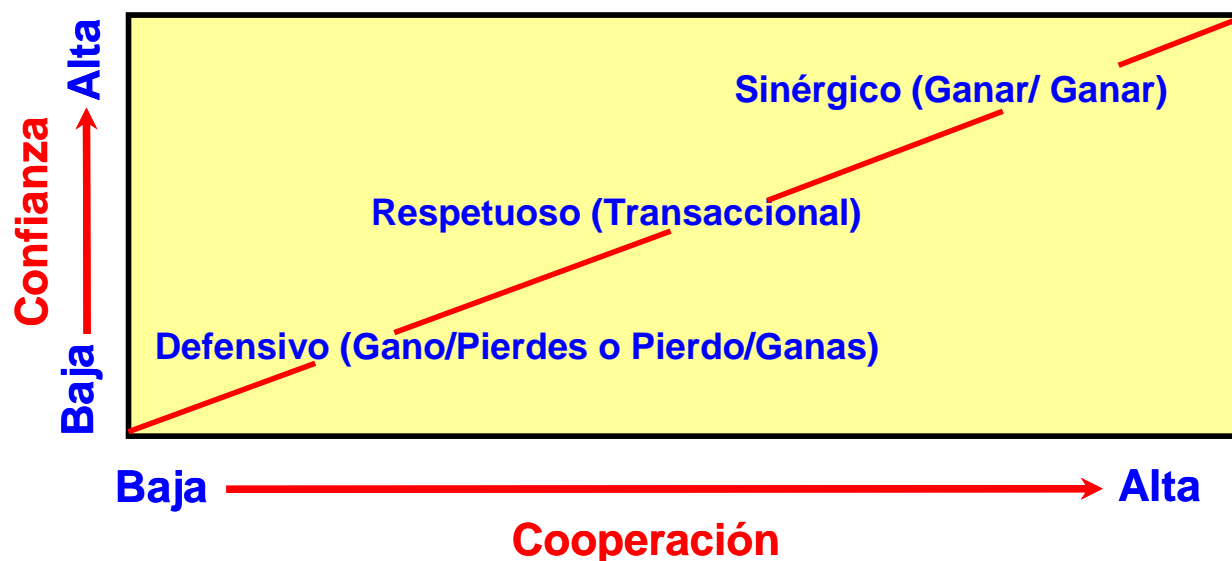 Alta
Sinérgico (Ganar/ Ganar)
Confianza
Respetuoso (Transaccional)
Defensivo (Gano/Pierdes o Pierdo/Ganas)
Baja
Baja
Alta
Cooperación